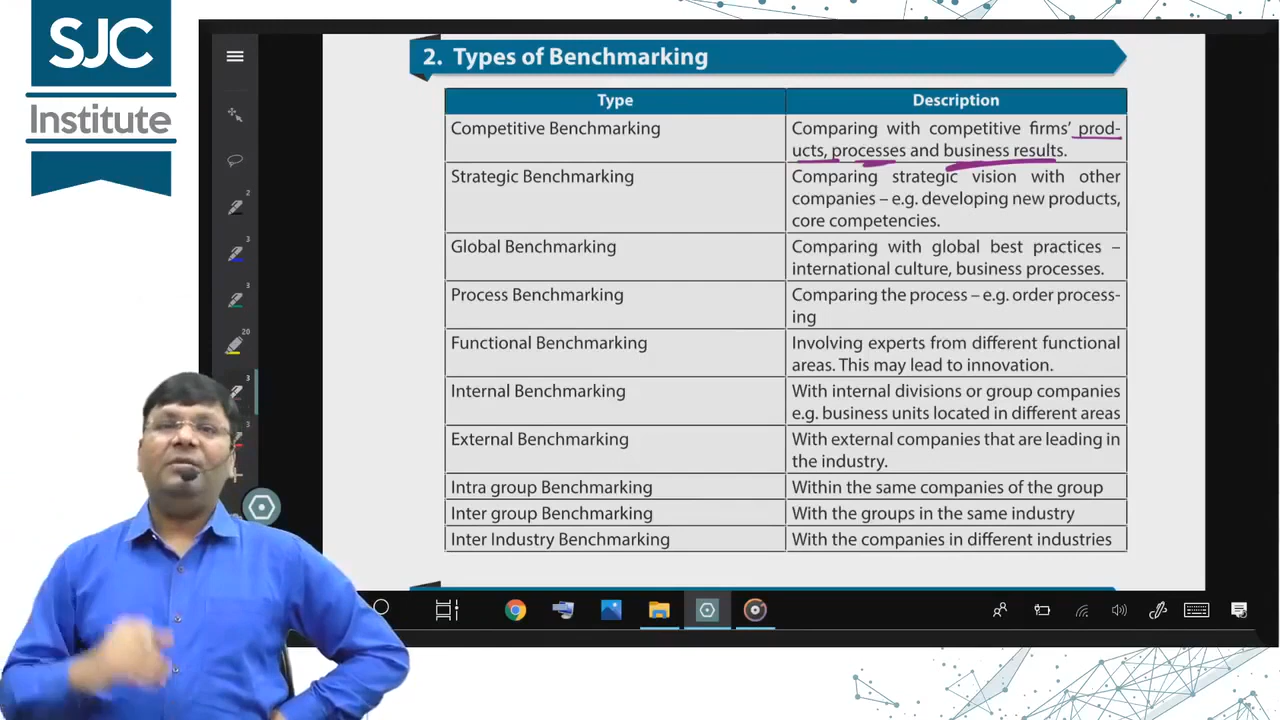 SJC
Institute
2. Types of Benchmarking
Type Description
Competitive Benchmarking Comparing with competitive firms’ prod-
ucts, processes and business results.
Strategic Benchmarking Comparing strategic vision with other
companies – e.g. developing new products,
core competencies.
Global Benchmarking Comparing with global best practices –
international culture, business processes.
Process Benchmarking Comparing the process – e.g. order process-
ing
Functional Benchmarking Involving experts from different functional
areas. This may lead to innovation.
Internal Benchmarking With internal divisions or group companies
e.g. business units located in different areas
External Benchmarking With external companies that are leading in
the industry.
Intra group Benchmarking Within the same companies of the group
Inter group Benchmarking With the groups in the same industry
Inter Industry Benchmarking With the companies in different industries
2
3
3
20
3
3